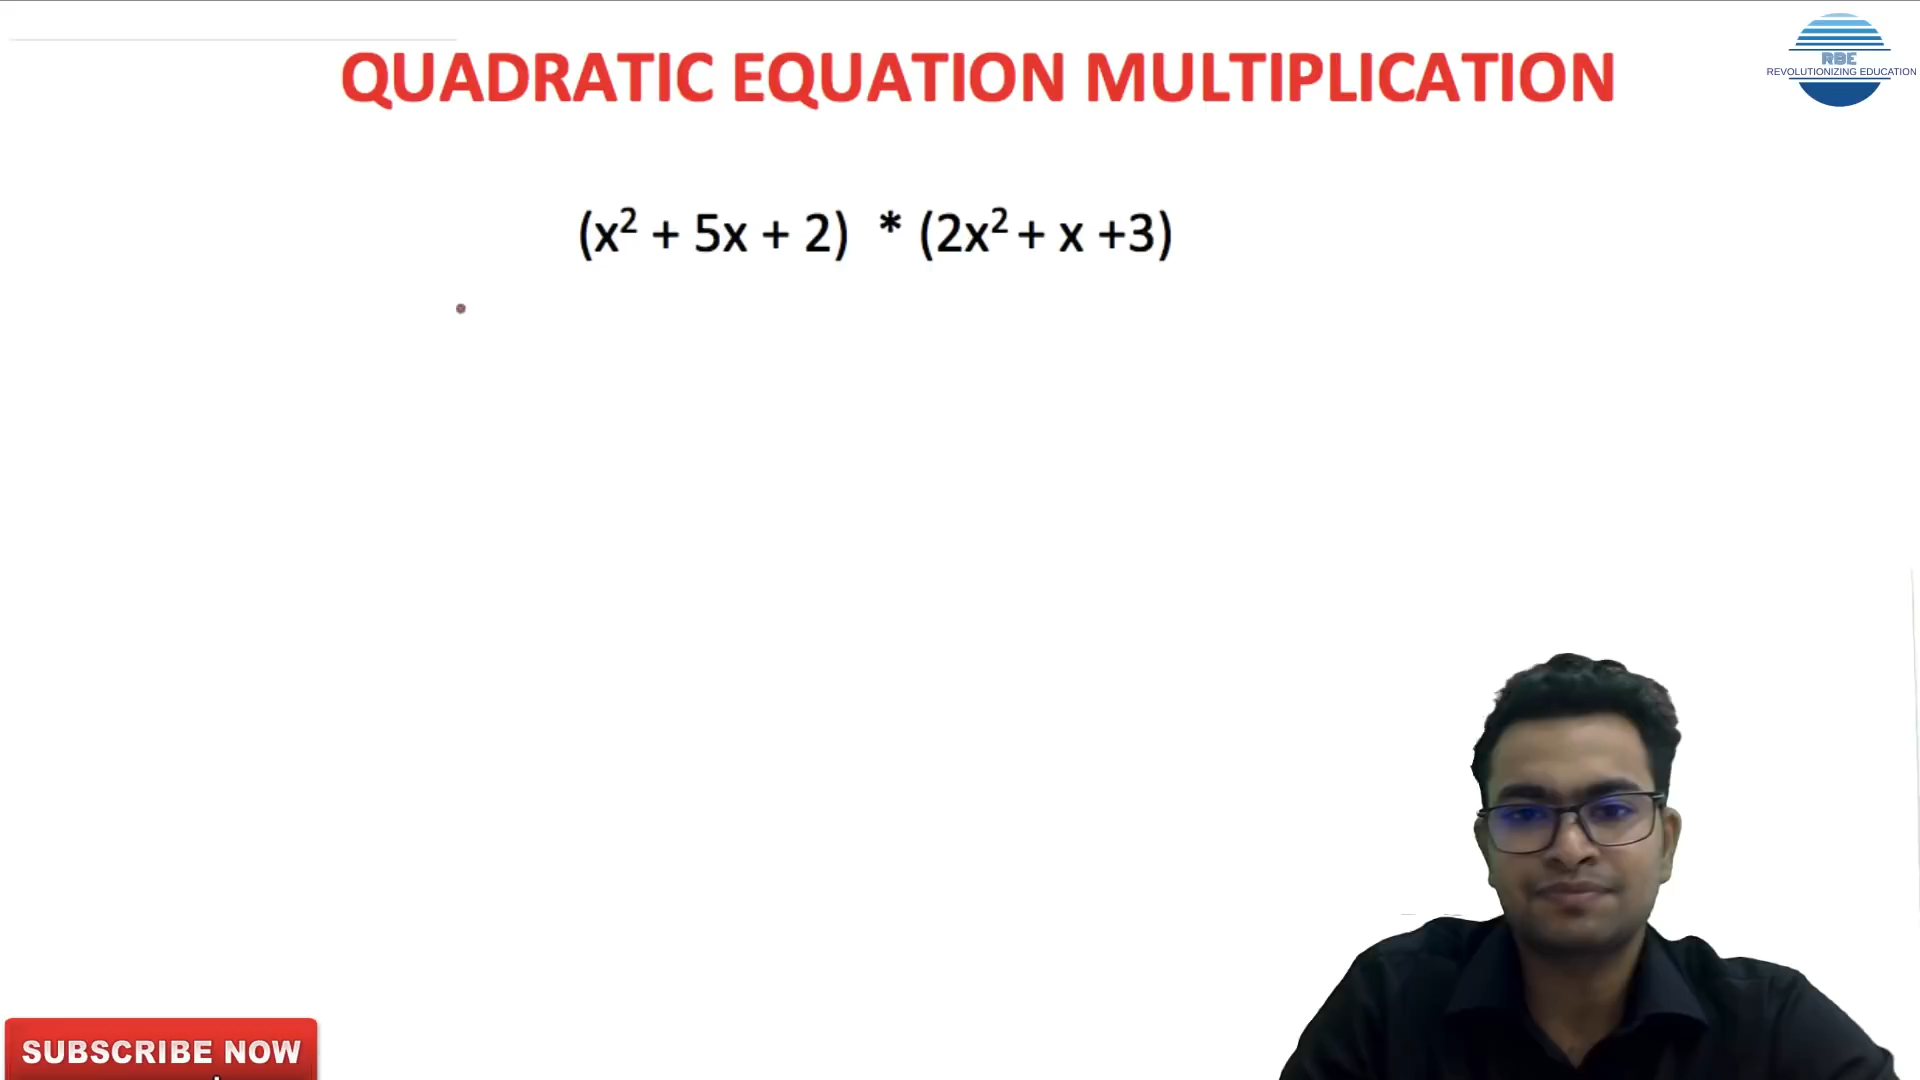 QUADRATIC EQUATION MULTIPLICATION
RBE
REVOLUTIONIZING EDUCATION
(x² + 5x + 2) * (2x² + x +3)
SUBSCRIBE NOW